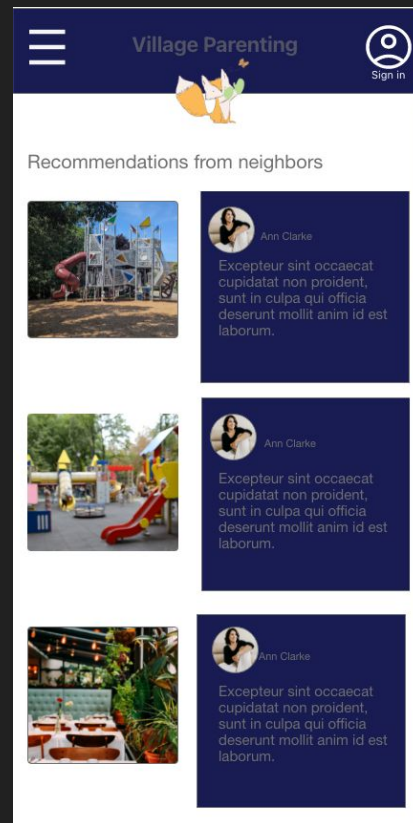 Village Parenting
Sign in
Recommendations from neighbors
Ann Clarke
Excepteur sint occaecat
cupidatat non proident,
sunt in culpa qui officia
deserunt mollit anim id est
laborum.
Ann Clarke
Excepteur sint occaecat
cupidatat non proident,
sunt in culpa qui officia
deserunt mollit anim id est
laborum.
Ann Clarke
Excepteur sint occaecat
cupidatat non proident,
sunt in culpa qui officia
deserunt mollit anim id est
laborum.